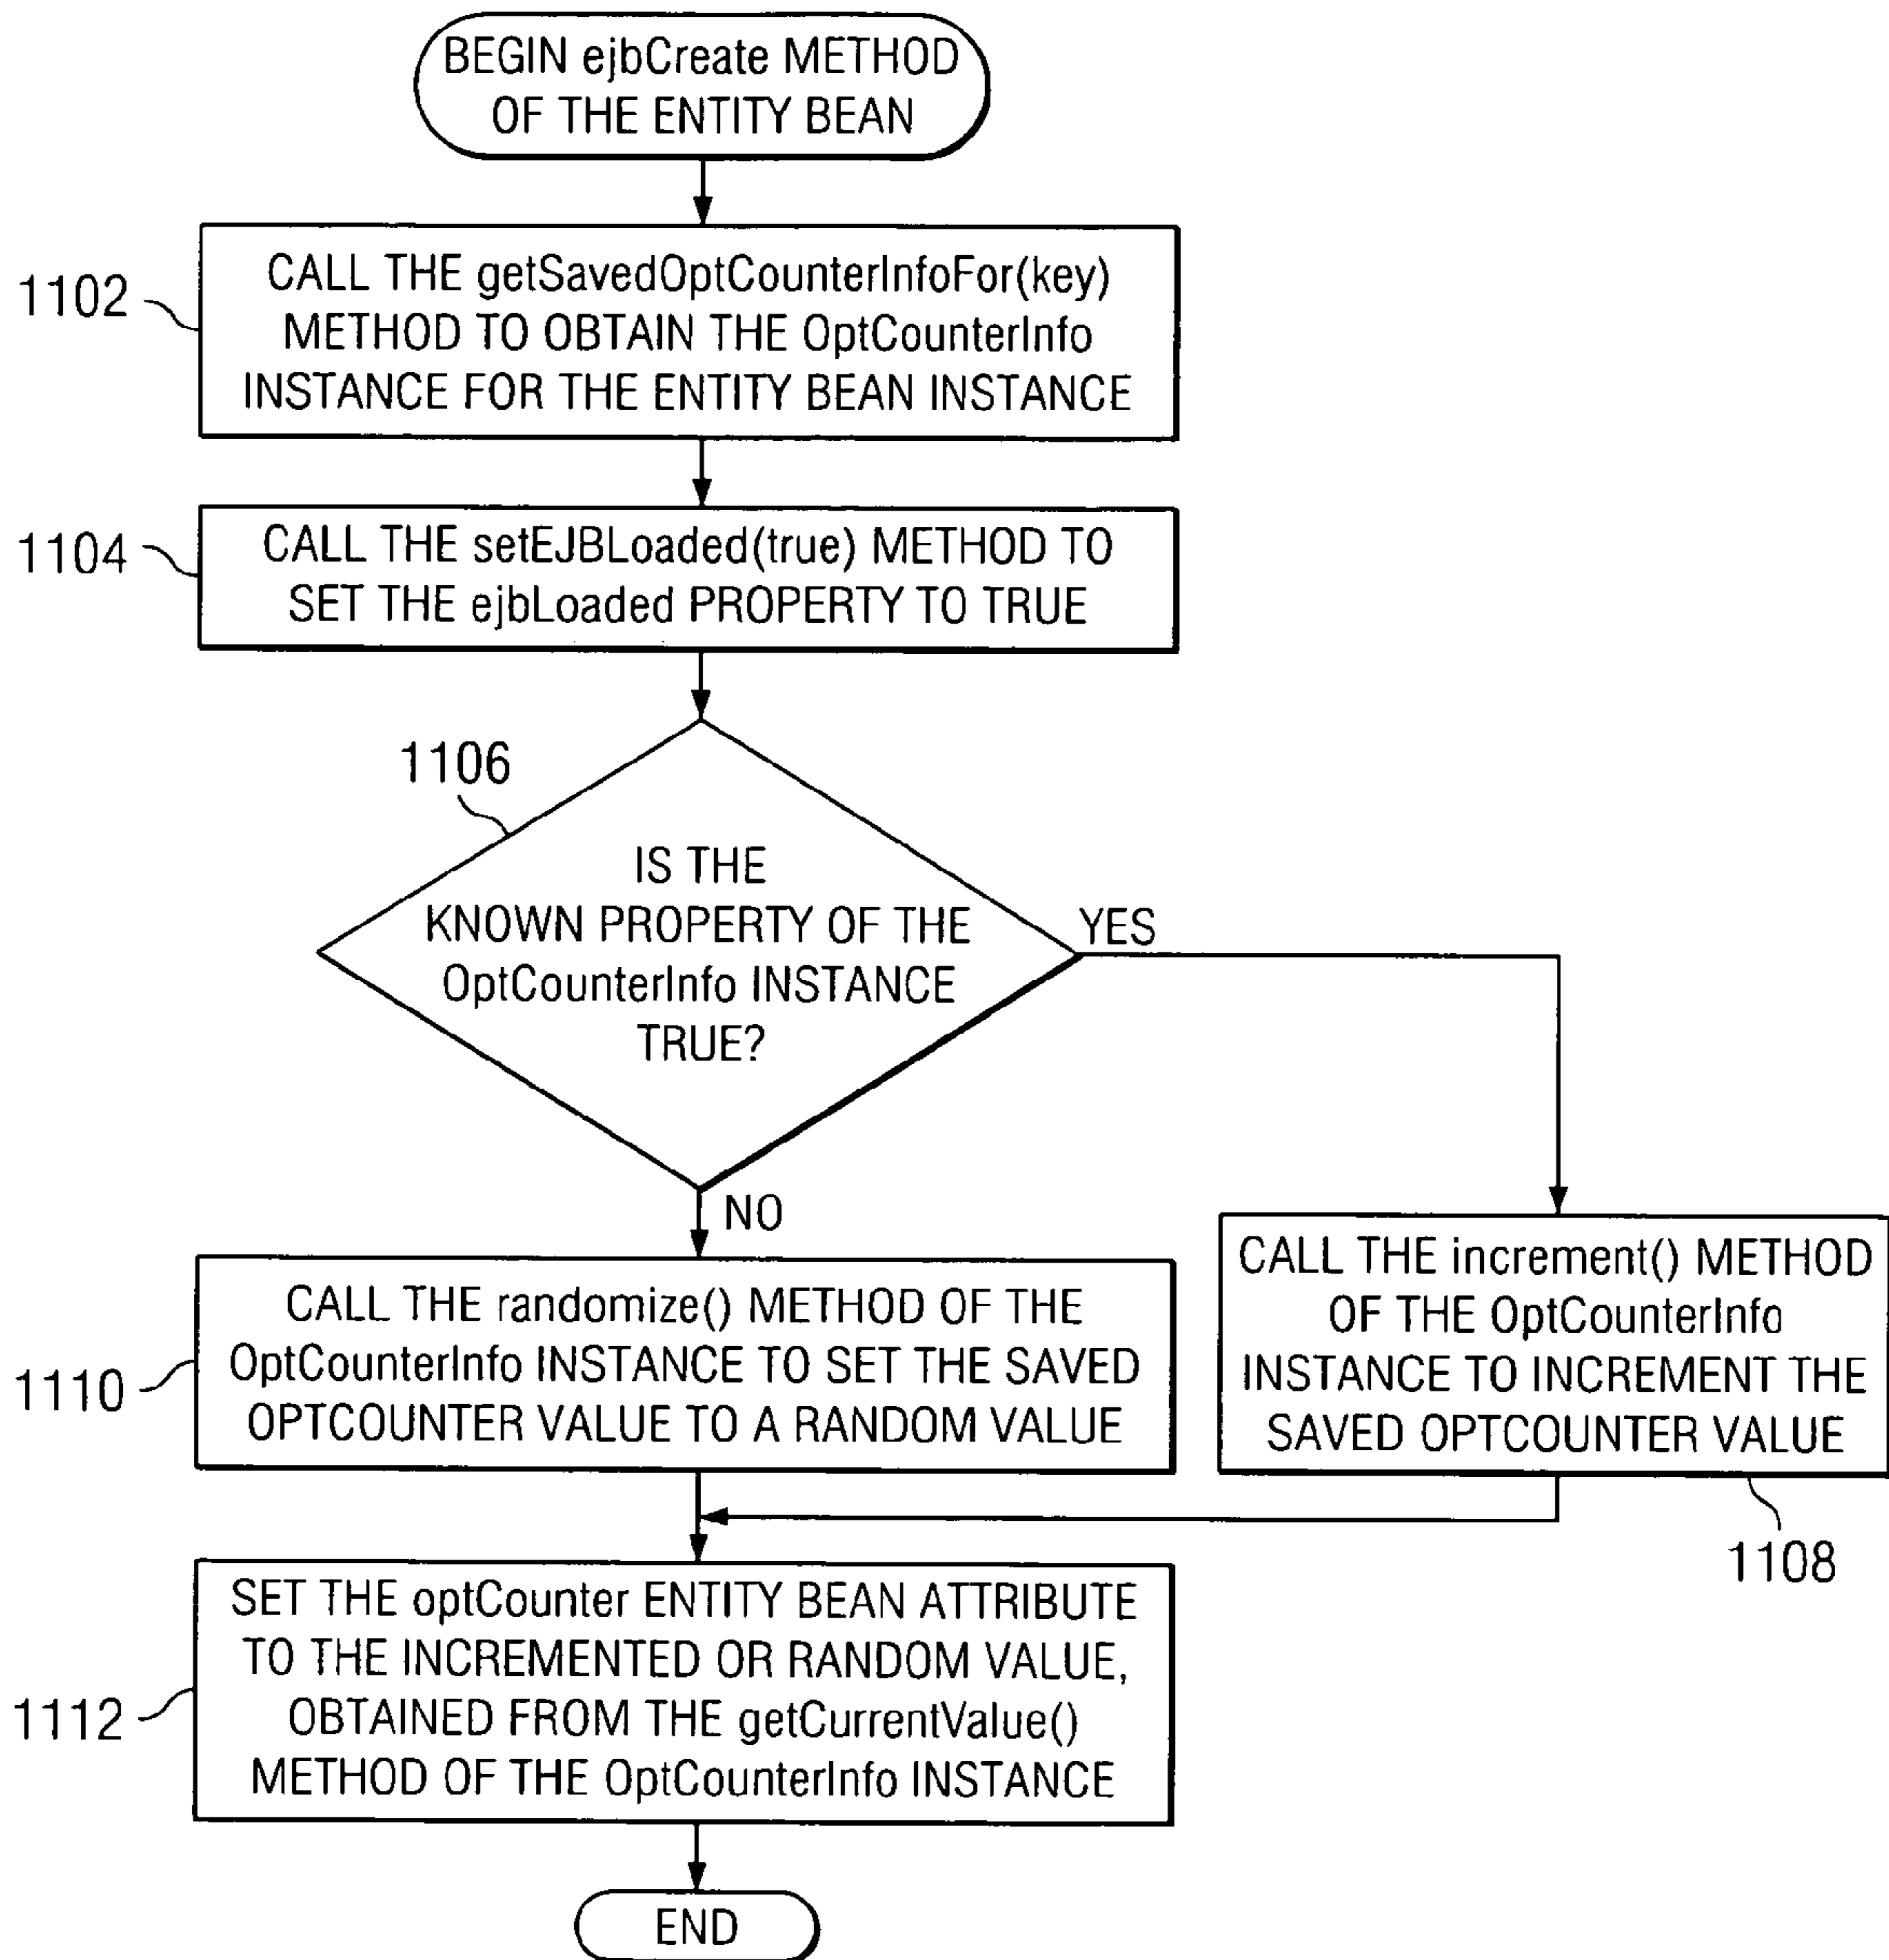 BEGIN ejbCreate METHOD
OF THE ENTITY BEAN
1102
CALL THE getSavedOptCounterInfoFor(key)
METHOD TO OBTAIN THE OptCounterInfo
INSTANCE FOR THE ENTITY BEAN INSTANCE
1104
CALL THE setEJBLoaded(true) METHOD TO
SET THE ejbLoaded PROPERTY TO TRUE
1106
IS THE
KNOWN PROPERTY OF THE
OptCounterInfo INSTANCE
TRUE?
YES
NO
CALL THE increment() METHOD
OF THE OptCounterInfo
INSTANCE TO INCREMENT THE
SAVED OPTCOUNTER VALUE
1108
1110
CALL THE randomize() METHOD OF THE
OptCounterInfo INSTANCE TO SET THE SAVED
OPTCOUNTER VALUE TO A RANDOM VALUE
1112
SET THE optCounter ENTITY BEAN ATTRIBUTE
TO THE INCREMENTED OR RANDOM VALUE,
OBTAINED FROM THE getCurrentValue()
METHOD OF THE OptCounterInfo INSTANCE
END